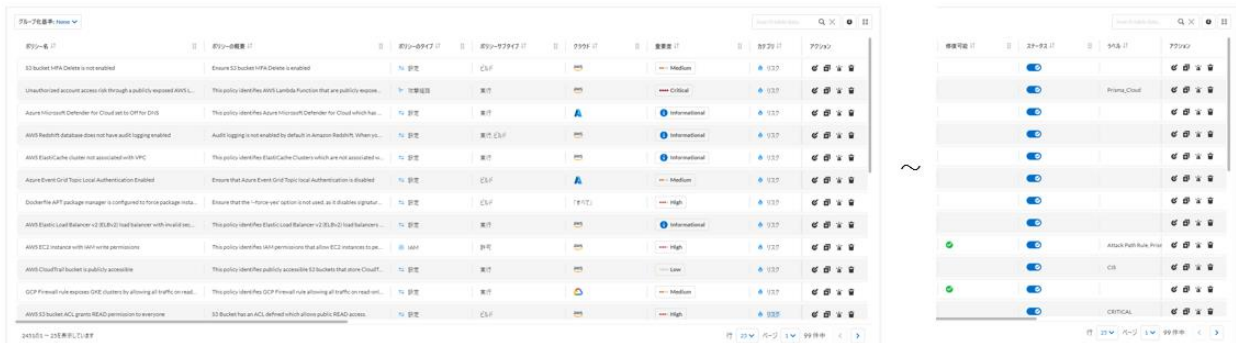 グループ化基準: None
ポリシー名 ポリシーの概要 ポリシーのタイプ ポリシーサブタイプ クラウド 重要度 カテゴリ アクション
S3 bucket MFA Delete is not enabled Ensure S3 bucket MFA Delete is enabled 設定 ビルド Medium リスク
Unauthorized account access risk through a publicly exposed AWS L... This policy identifies AWS Lambda Function that are publicly expose... 攻撃経路 実行 Critical リスク
Azure Microsoft Defender for Cloud set to Off for DNS This policy identifies Azure Microsoft Defender for Cloud which has ... 設定 実行 Informational リスク
AWS Redshift database does not have audit logging enabled Audit logging is not enabled by default in Amazon Redshift. When yo... 設定 実行 ビルド Informational リスク
AWS ElastiCache cluster not associated with VPC This policy identifies ElastiCache Clusters which are not associated w... 設定 実行 Informational リスク
Azure Event Grid Topic Local Authentication Enabled Ensure that Azure Event Grid Topic local Authentication is disabled 設定 ビルド Medium リスク
Dockerfile APT package manager is configured to force package insta... Ensure that the '--force-yes' option is not used, as it disables signatur... 設定 ビルド 「すべて」 High リスク
AWS Elastic Load Balancer v2 (ELBv2) load balancer with invalid sec... This policy identifies Elastic Load Balancer v2 (ELBv2) load balancers ... 設定 実行 Informational リスク
AWS EC2 instance with IAM write permissions This policy identifies IAM permissions that allow EC2 instances to pe... IAM 許可 High リスク
AWS CloudTrail bucket is publicly accessible This policy identifies publicly accessible S3 buckets that store CloudT... 設定 実行 Low リスク
GCP Firewall rule exposes GKE clusters by allowing all traffic on read... This policy identifies GCP Firewall rule allowing all traffic on read-onl... 設定 実行 Medium リスク
AWS S3 bucket ACL grants READ permission to everyone S3 Bucket has an ACL defined which allows public READ access. 設定 ビルド High リスク
2451の1 − 25を表示しています 行 25 ページ 1 99 件中
～
修復可能 ステータス ラベル アクション
Prisma_Cloud
Attach Path Rule, Prisr
CIS
CRITICAL
行 25 ページ 1 99 件中